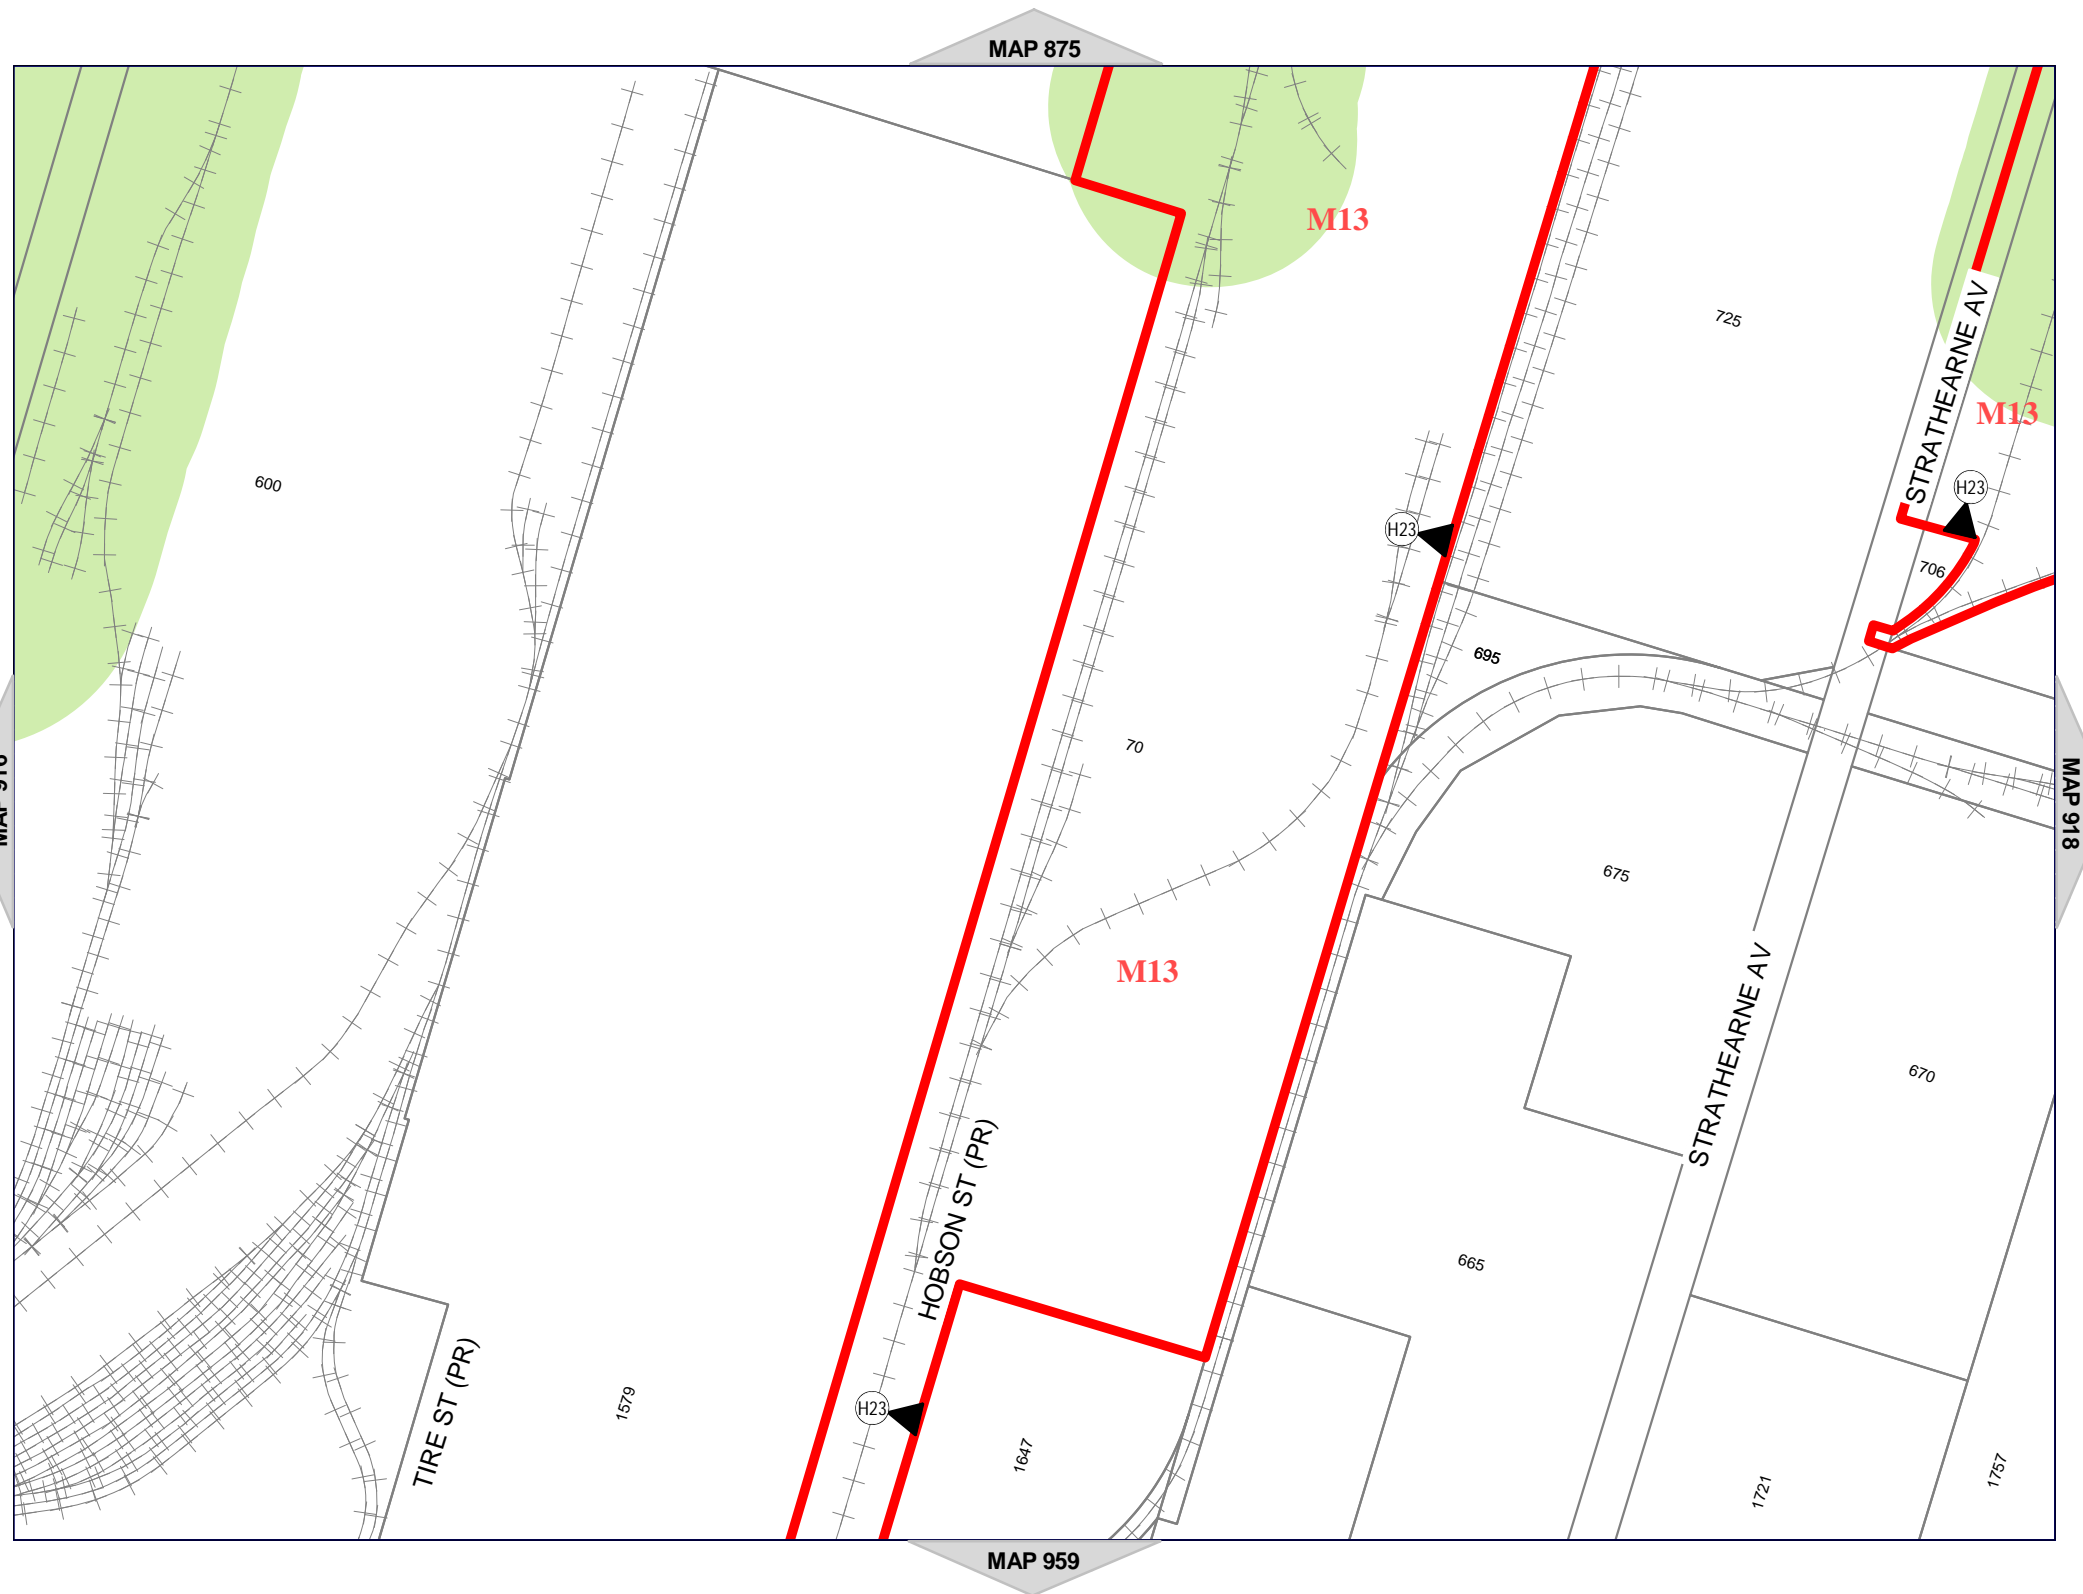 MAP 875
M13
725
STRATHEARNE AV
M13
600
H23
H23
706
695
70
MAP 918
675
M13
STRATHEARNE AV
670
HOBSON ST (PR)
665
TIRE ST (PR)
1579
H23
1647
1721
1757
MAP 959